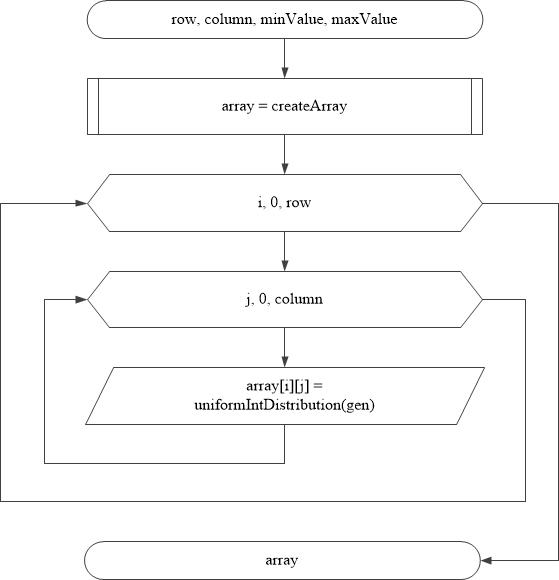 row, column, minValue, maxValue
array = createArray
i, 0, row
j, 0, column
array[i][j] =
uniformIntDistribution(gen)
array